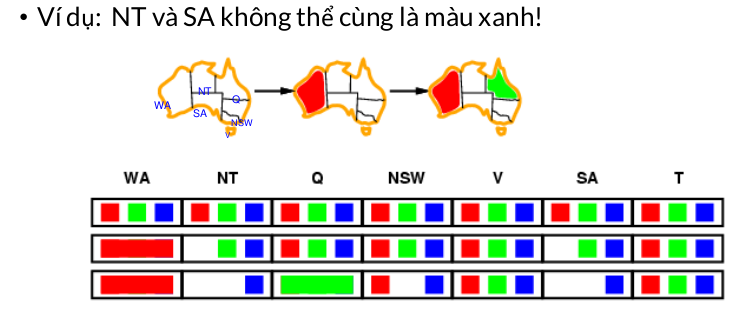 • Ví dụ: NT và SA không thể cùng là màu xanh!
WA NT Q
SA NSW
V
WA NT Q NSW V SA T